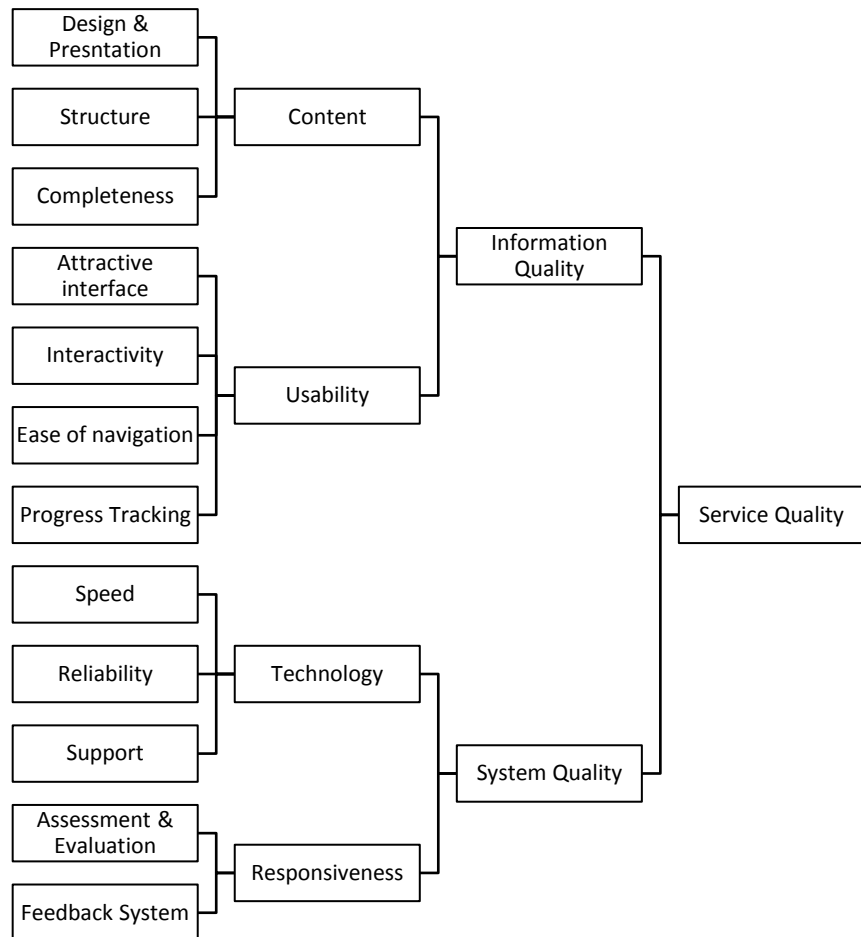 Design &
Presntation
Structure
Content
Completeness
Information
Quality
Attractive
interface
Interactivity
Usability
Ease of navigation
Progress Tracking
Service Quality
Speed
Reliability
Technology
Support
System Quality
Assessment &
Evaluation
Responsiveness
Feedback System